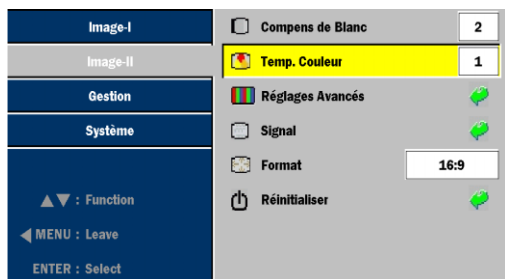 Image-I
Image-II
Gestion
Système
▲▼ : Function
◀ MENU : Leave
ENTER : Select
Compens de Blanc 2
Temp. Couleur 1
Réglages Avancés
Signal
Format 16:9
Réinitialiser